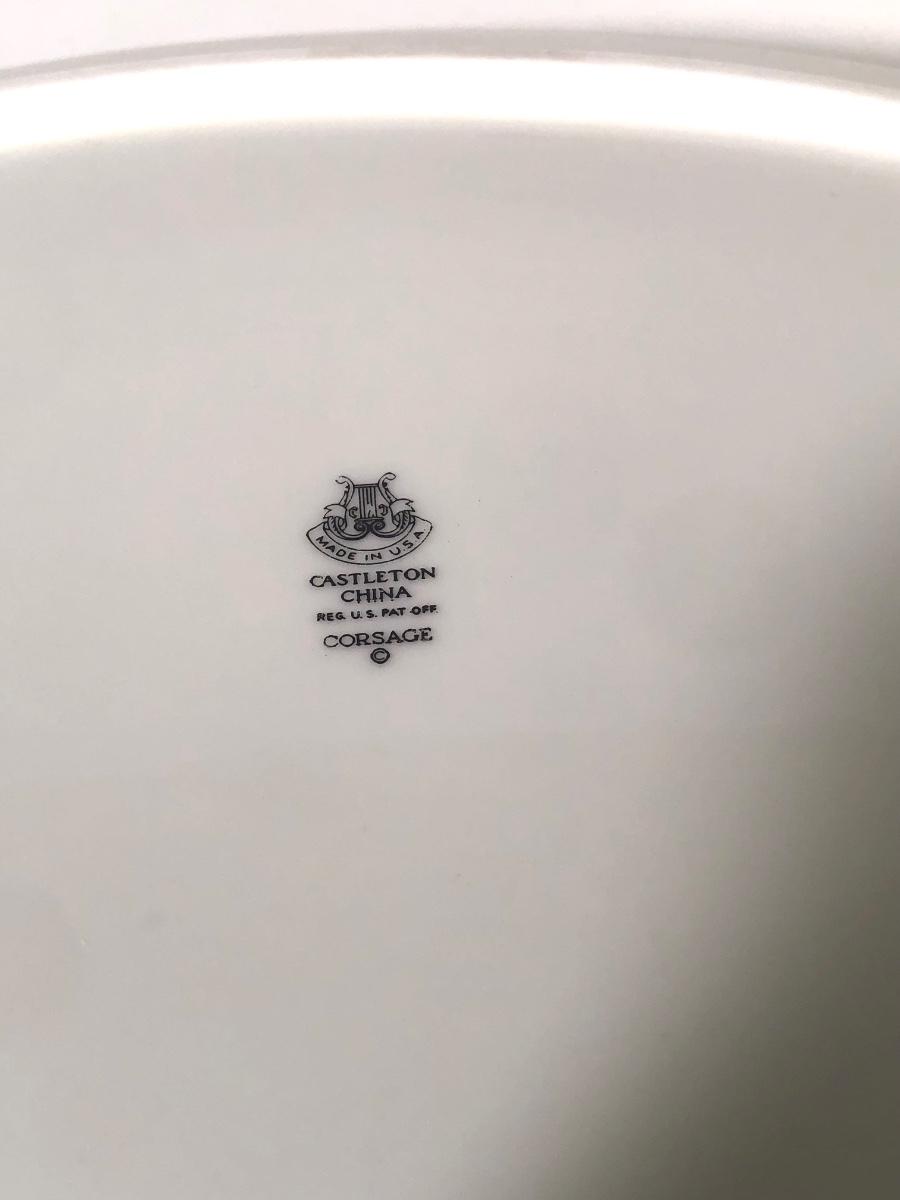 MADE IN U.S.A.
CASTLETON
CHINA
REG. U. S. PAT. OFF.
CORSAGE
©